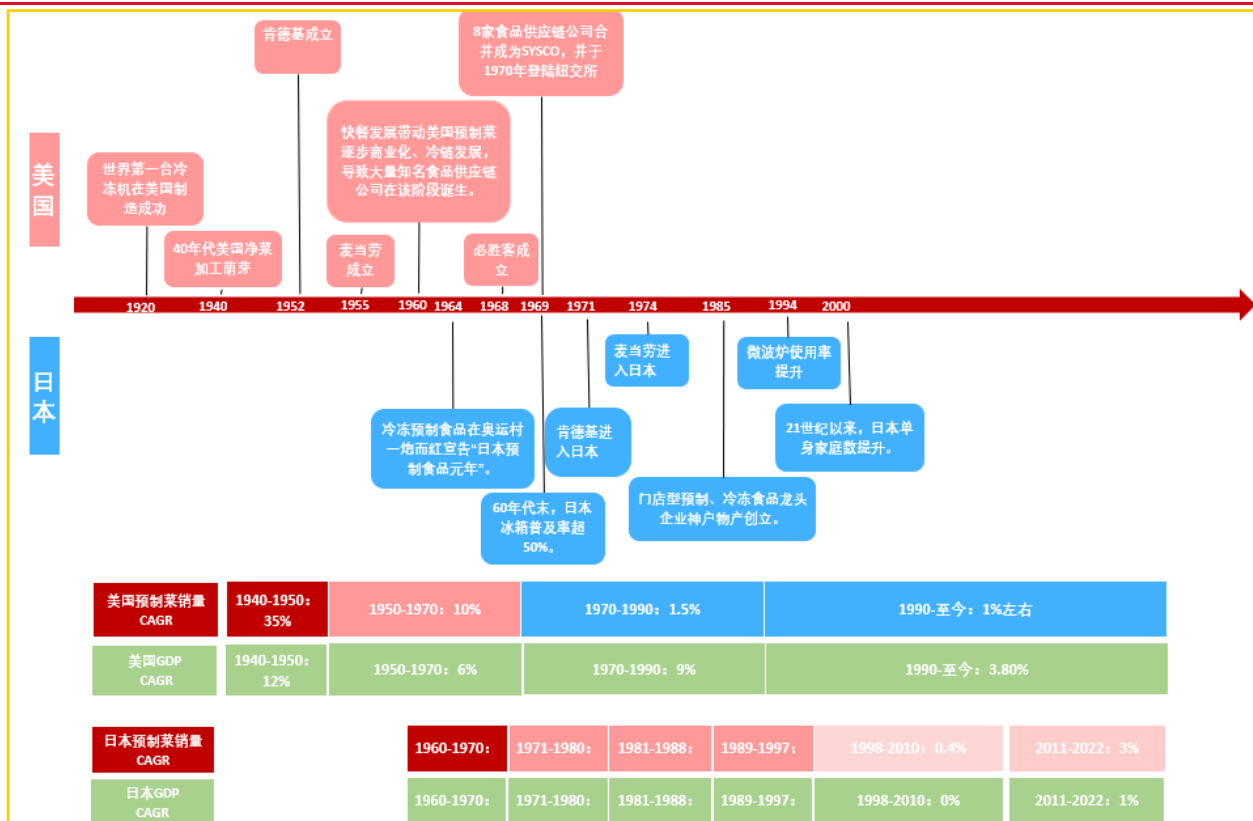 肯德基成立
8家食品供应链公司合
并成为SYSCO，并于
1970年登陆纽交所
快餐发展带动美国预制菜
逐步商业化、冷链发展，
导致大量知名食品供应链
公司在该阶段诞生。
美国
世界第一台冷
冻机在美国制
造成功
40年代美国净菜
加工萌芽
麦当劳
成立
必胜客成
立
1920 1940 1952 1955 1960 1964 1968 1969 1971 1974 1985 1994 2000
日本
麦当劳进
入日本
微波炉使用率
提升
冷冻预制食品在奥运村
一炮而红宣告“日本预
制食品元年”。
肯德基进
入日本
21世纪以来，日本单
身家庭数提升。
60年代末，日本
冰箱普及率超
50%。
门店型预制、冷冻食品龙头
企业神户物产创立。
美国预制菜销量
CAGR
1940-1950：
35%
1950-1970：10%
1970-1990：1.5%
1990-至今：1%左右
美国GDP
CAGR
1940-1950：
12%
1950-1970：6%
1970-1990：9%
1990-至今：3.80%
日本预制菜销量
CAGR
1960-1970：
1971-1980：
1981-1988：
1989-1997：
1998-2010：0.4%
2011-2022：3%
日本GDP
CAGR
1960-1970：
1971-1980：
1981-1988：
1989-1997：
1998-2010：0%
2011-2022：1%